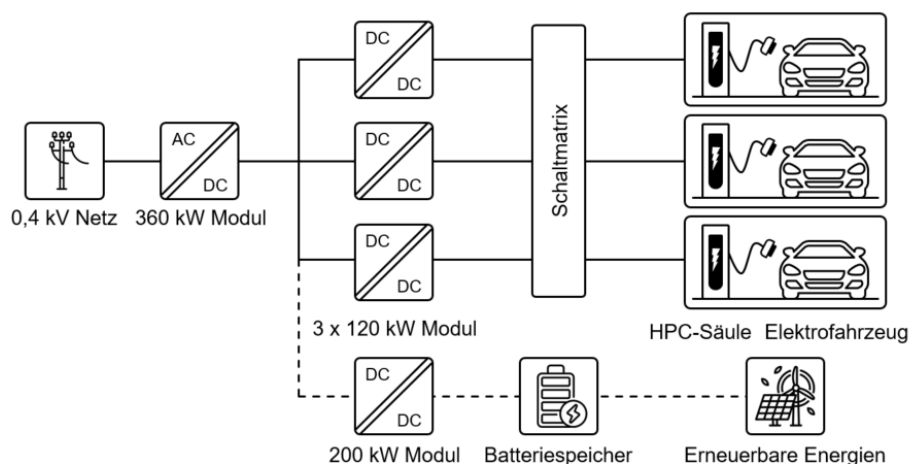 DC
DC
AC
DC
DC
DC
DC
DC
Schaltmatrix
0,4 kV Netz
360 kW Modul
3 x 120 kW Modul
HPC-Säule Elektrofahrzeug
DC
DC
200 kW Modul
Batteriespeicher
Erneuerbare Energien